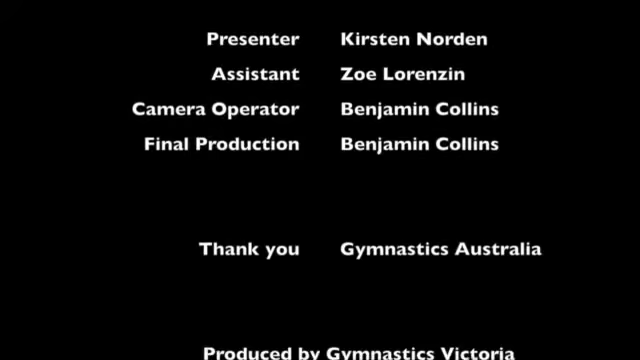 Presenter Kirsten Norden
Assistant Zoe Lorenzin
Camera Operator Benjamin Collins
Final Production Benjamin Collins
Thank you Gymnastics Australia
Produced by Gymnastics Victoria